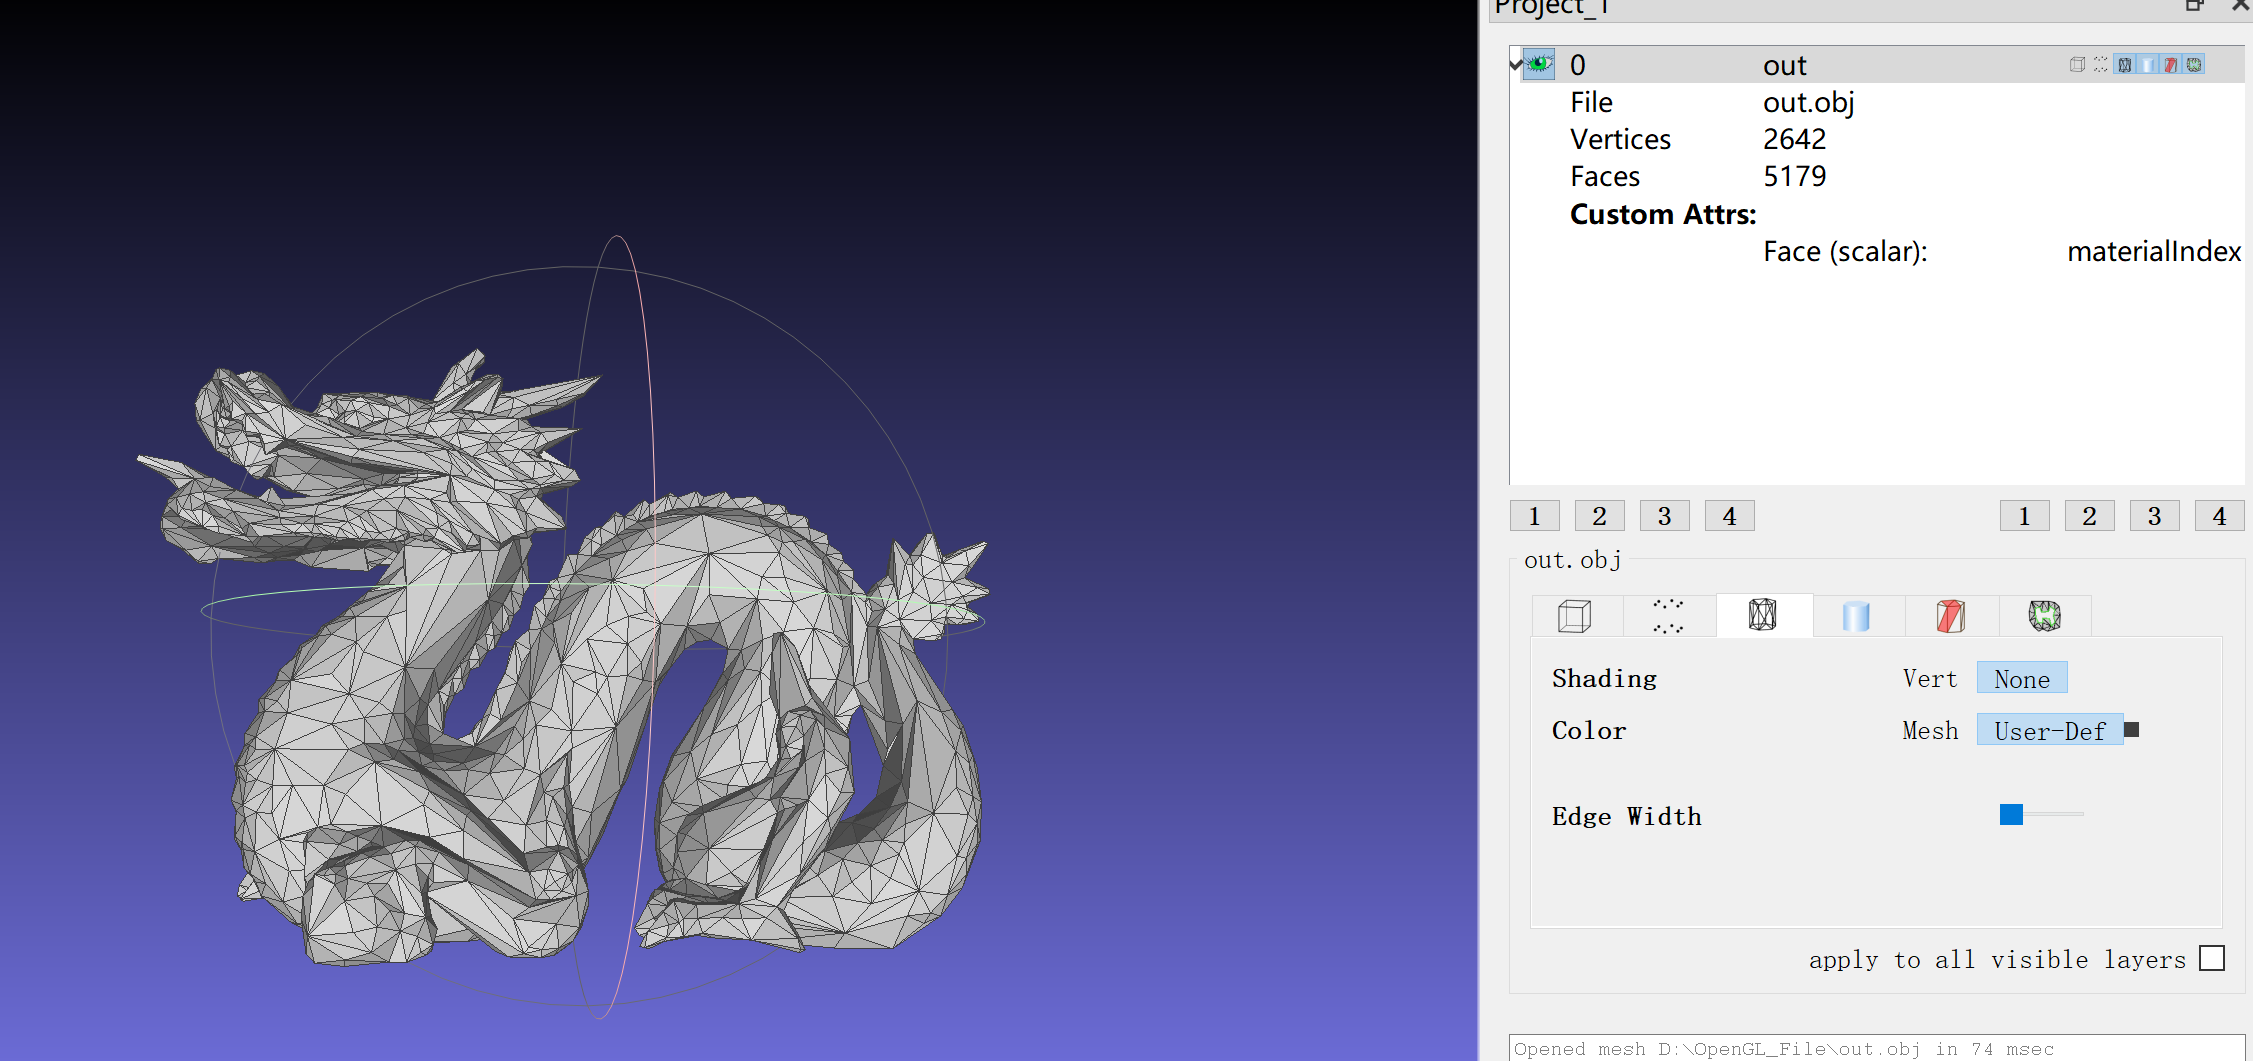 Project_1
0 out
File out.obj
Vertices 2642
Faces 5179
Custom Attrs:
Face (scalar): materialIndex
1 2 3 4 1 2 3 4
out.obj
Shading Vert None
Color Mesh User-Def
Edge Width
apply to all visible layers
Opened mesh D:\OpenGL_File\out.obj in 74 msec